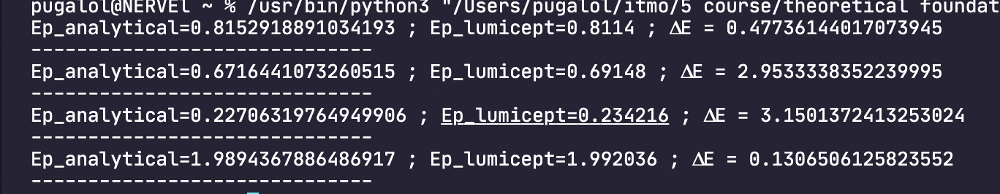 pugalol@NERVEl ~ % /usr/bin/python3 "/Users/pugalol/itmo/5 course/theoretical foundat
Ep_analytical=0.8152918891034193 ; Ep_lumicept=0.8114 ; ΔE = 0.47736144017073945
------------------------------
Ep_analytical=0.6716441073260515 ; Ep_lumicept=0.69148 ; ΔE = 2.9533338352239995
------------------------------
Ep_analytical=0.22706319764949906 ; Ep_lumicept=0.234216 ; ΔE = 3.1501372413253024
------------------------------
Ep_analytical=1.9894367886486917 ; Ep_lumicept=1.992036 ; ΔE = 0.1306506125823552
------------------------------